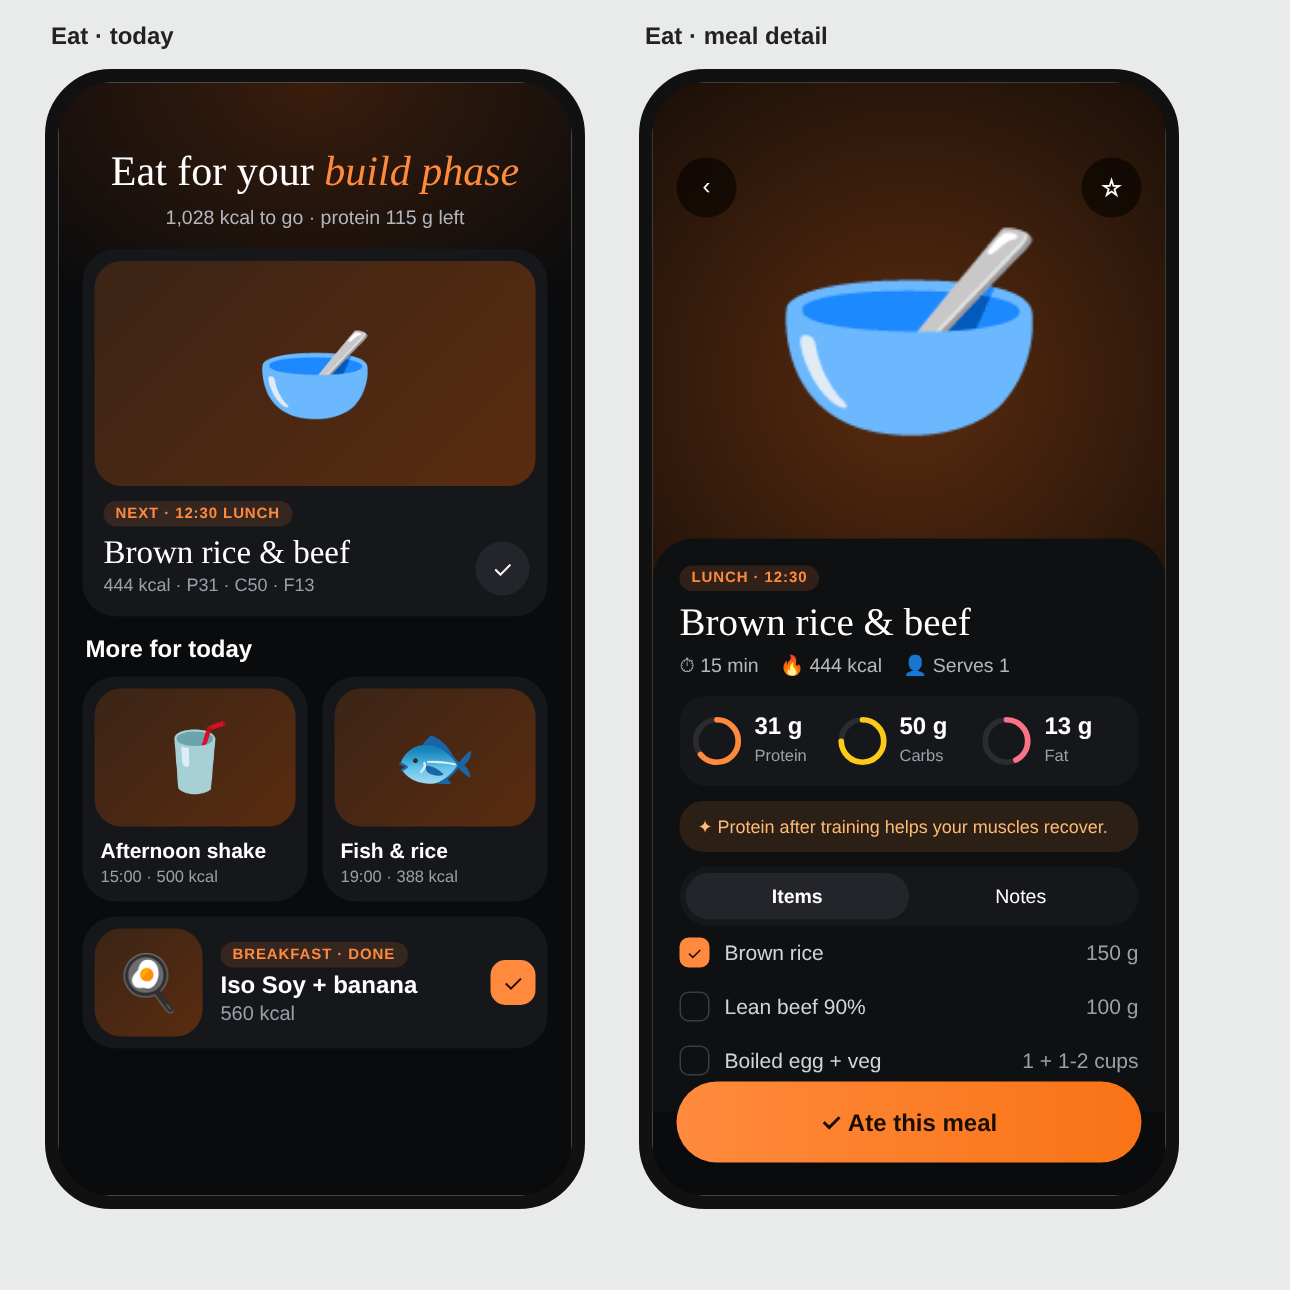 Eat · today
Eat for your build phase
1,028 kcal to go · protein 115 g left
NEXT · 12:30 LUNCH
Brown rice & beef
444 kcal · P31 · C50 · F13
More for today
Afternoon shake
15:00 · 500 kcal
Fish & rice
19:00 · 388 kcal
BREAKFAST · DONE
Iso Soy + banana
560 kcal
Eat · meal detail
LUNCH · 12:30
Brown rice & beef
⏱ 15 min 🔥 444 kcal 👤 Serves 1
31 g
Protein
50 g
Carbs
13 g
Fat
✦ Protein after training helps your muscles recover.
Items
Notes
Brown rice 150 g
Lean beef 90% 100 g
Boiled egg + veg 1 + 1-2 cups
✓ Ate this meal